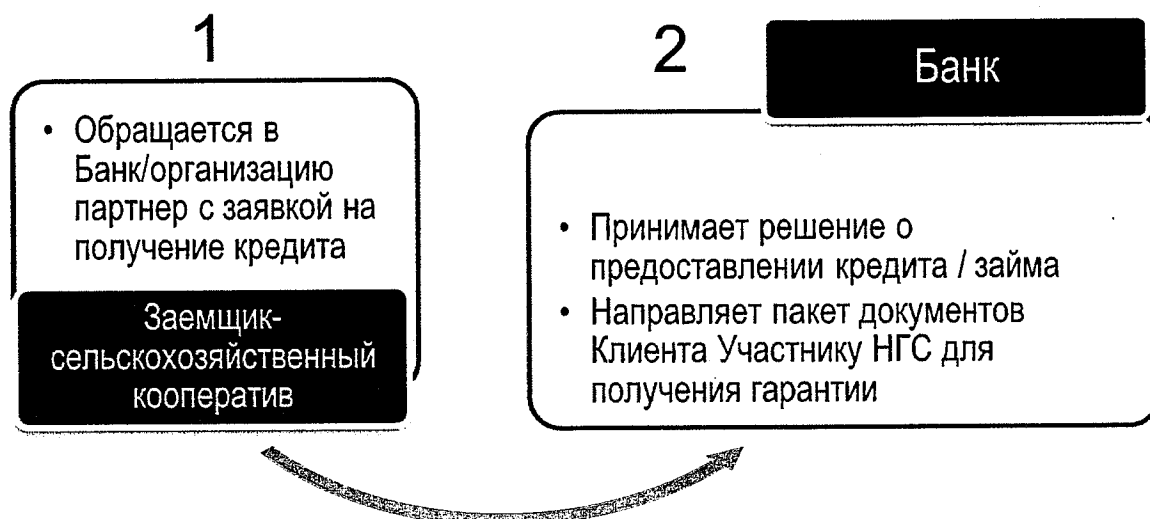 1
• Обращается в
Банк/организацию
партнер с заявкой на
получение кредита
Заемщик-
сельскохозяйственный
кооператив
2
Банк
• Принимает решение о
предоставлении кредита / займа
• Направляет пакет документов
Клиента Участнику НГС для
получения гарантии